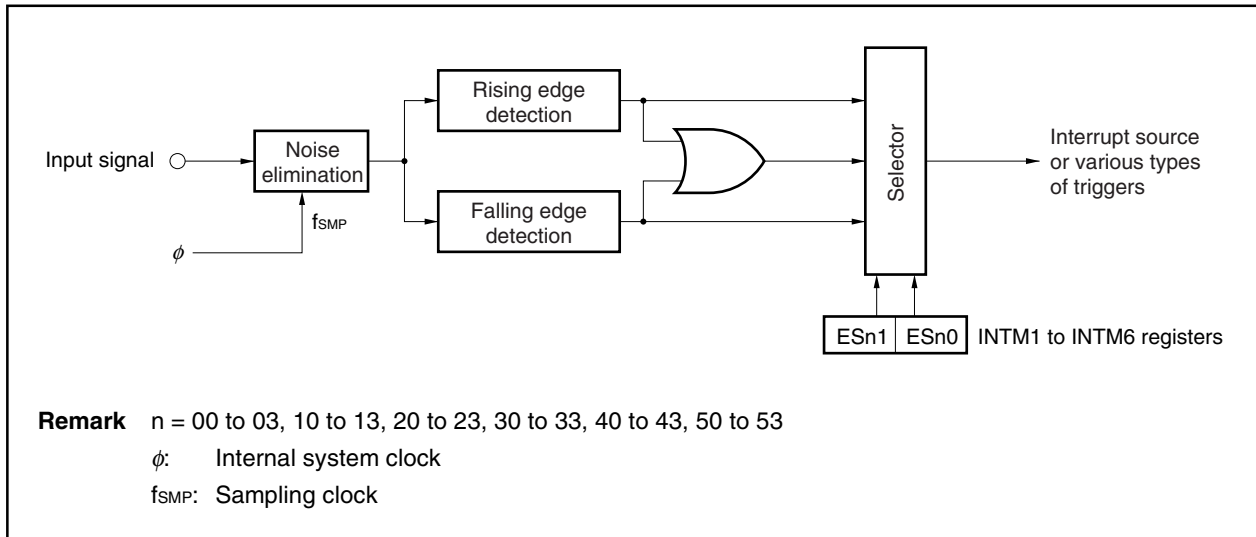 Rising edge
detection
Input signal
Noise
elimination
Selector
Interrupt source
or various types
of triggers
fSMP
Falling edge
detection
φ
ESn1 ESn0 INTM1 to INTM6 registers
Remark n = 00 to 03, 10 to 13, 20 to 23, 30 to 33, 40 to 43, 50 to 53
φ: Internal system clock
fSMP: Sampling clock